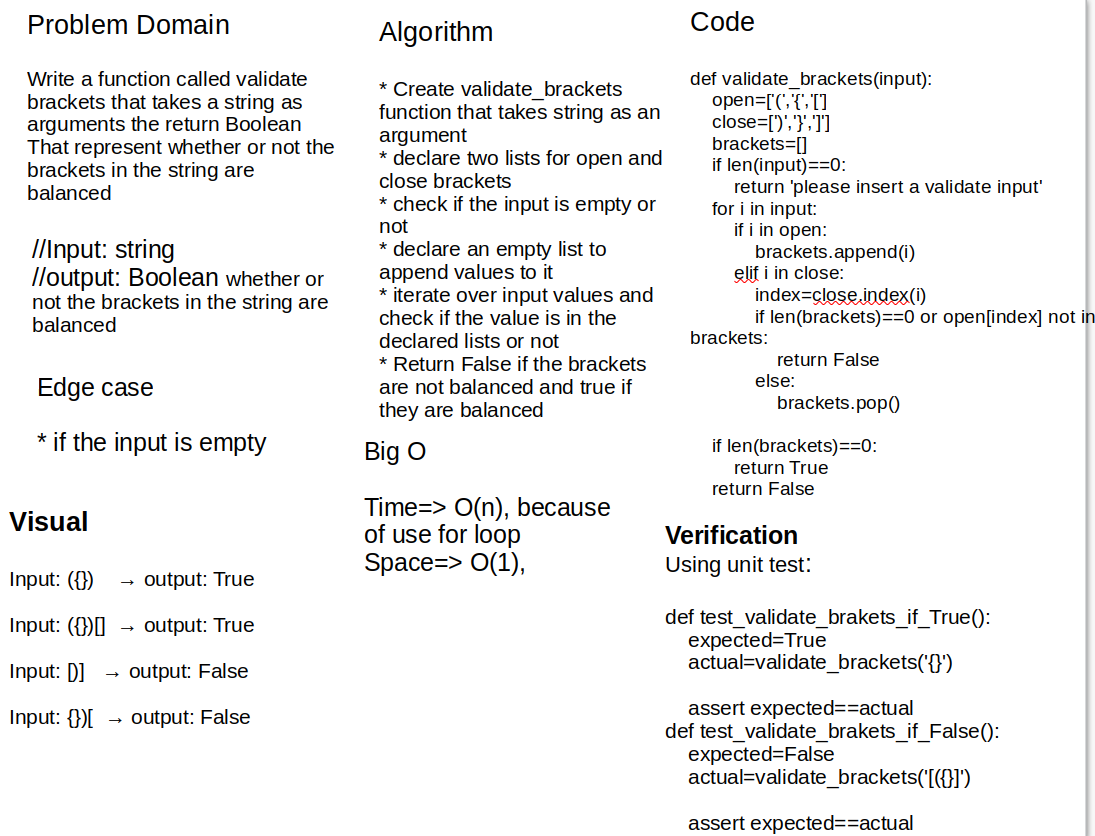 Problem Domain
Write a function called validate
brackets that takes a string as
arguments the return Boolean
That represent whether or not the
brackets in the string are
balanced
//Input: string
//output: Boolean whether or
not the brackets in the string are
balanced
Edge case
* if the input is empty
Visual
Input: ({}) → output: True
Input: ({})[] → output: True
Input: [)] → output: False
Input: {})[ → output: False
Algorithm
* Create validate_brackets
function that takes string as an
argument
* declare two lists for open and
close brackets
* check if the input is empty or
not
* declare an empty list to
append values to it
* iterate over input values and
check if the value is in the
declared lists or not
* Return False if the brackets
are not balanced and true if
they are balanced
Big O
Time=> O(n), because
of use for loop
Space=> O(1),
Code
def validate_brackets(input):
open=['(','{','[']
close=[')','}',']']
brackets=[]
if len(input)==0:
return 'please insert a validate input'
for i in input:
if i in open:
brackets.append(i)
elif i in close:
index=close.index(i)
if len(brackets)==0 or open[index] not in
brackets:
return False
else:
brackets.pop()
if len(brackets)==0:
return True
return False
Verification
Using unit test:
def test_validate_brakets_if_True():
expected=True
actual=validate_brackets('{}')
assert expected==actual
def test_validate_brakets_if_False():
expected=False
actual=validate_brackets('[({}]')
assert expected==actual